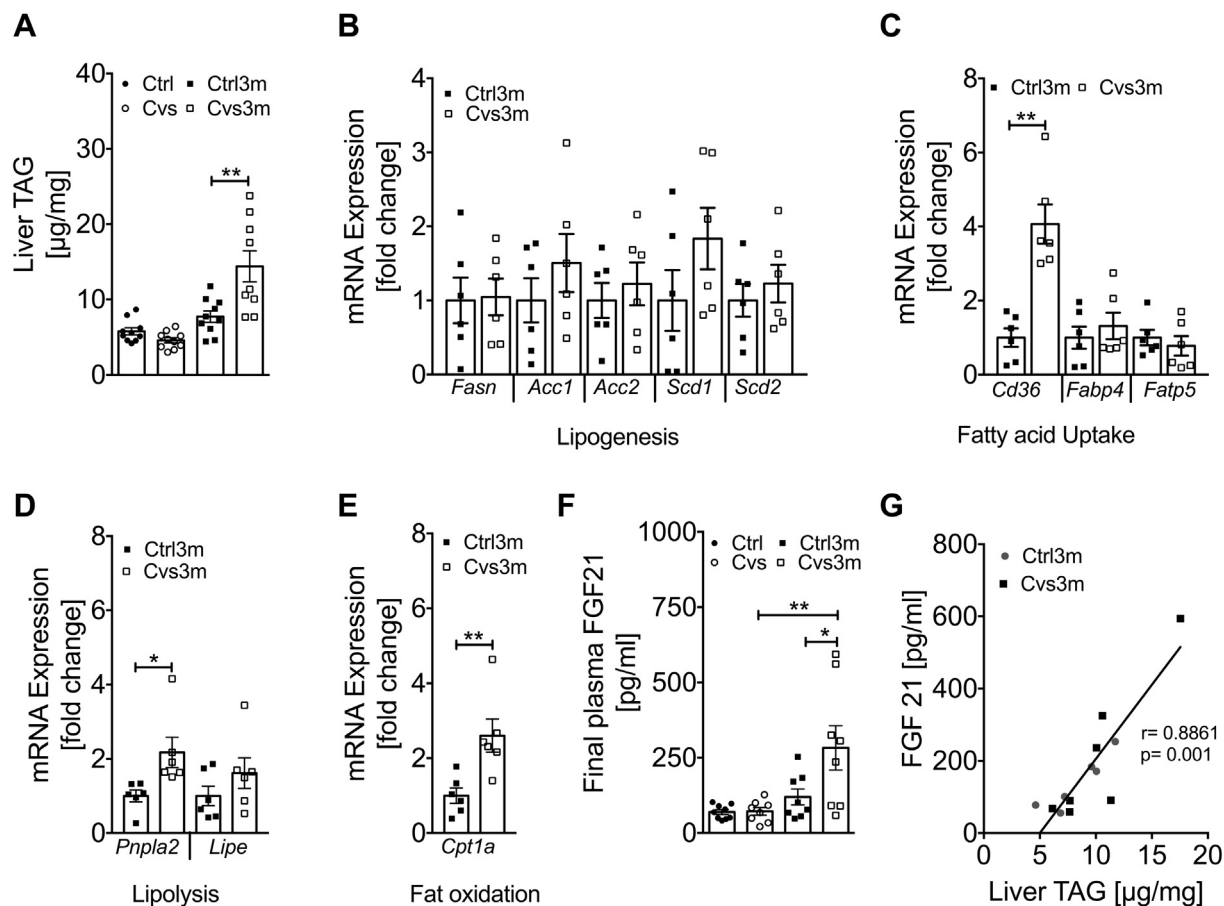 A
Liver TAG
[µg/mg]
Ctrl Ctrl3m
Cvs Cvs3m
40
30
20
10
0
**
B
mRNA Expression
[fold change]
Ctrl3m
Cvs3m
4
3
2
1
0
Fasn Acc1 Acc2 Scd1 Scd2
Lipogenesis
C
mRNA Expression
[fold change]
Ctrl3m Cvs3m
8
6
4
2
0
**
Cd36 Fabp4 Fatp5
Fatty acid Uptake
D
mRNA Expression
[fold change]
Ctrl3m
Cvs3m
8
6
4
2
0
*
Pnpla2 Lipe
Lipolysis
E
mRNA Expression
[fold change]
Ctrl3m
Cvs3m
8
6
4
2
0
**
Cpt1a
Fat oxidation
F
Final plasma FGF21
[pg/ml]
Ctrl Ctrl3m
Cvs Cvs3m
1000
750
500
250
0
**
*
G
FGF 21 [pg/ml]
Ctrl3m
Cvs3m
800
600
400
200
0
r= 0.8861
p= 0.001
0 5 10 15 20
Liver TAG [µg/mg]